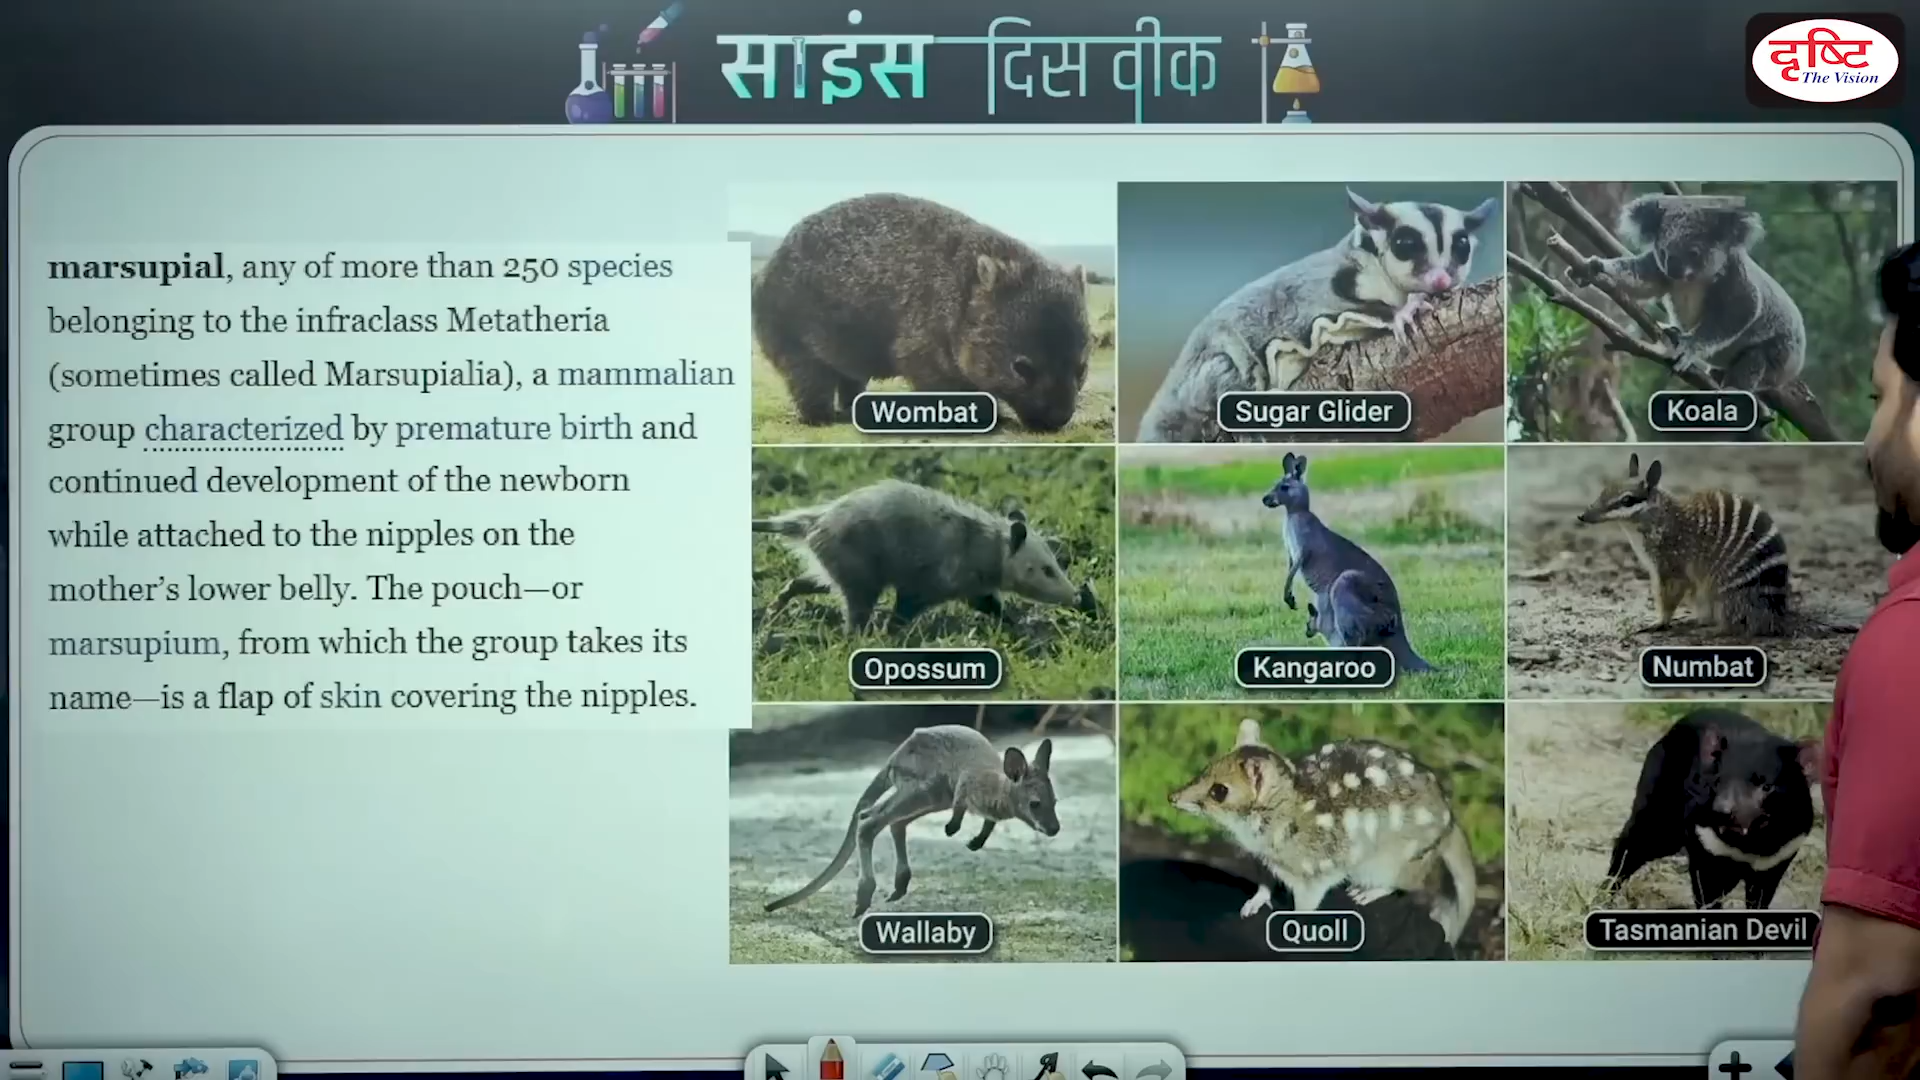 साइंस दिस वीक
दृष्टि
The Vision
marsupial, any of more than 250 species
belonging to the infraclass Metatheria
(sometimes called Marsupialia), a mammalian
group characterized by premature birth and
continued development of the newborn
while attached to the nipples on the
mother’s lower belly. The pouch—or
marsupium, from which the group takes its
name—is a flap of skin covering the nipples.
Wombat
Sugar Glider
Koala
Opossum
Kangaroo
Numbat
Wallaby
Quoll
Tasmanian Devil